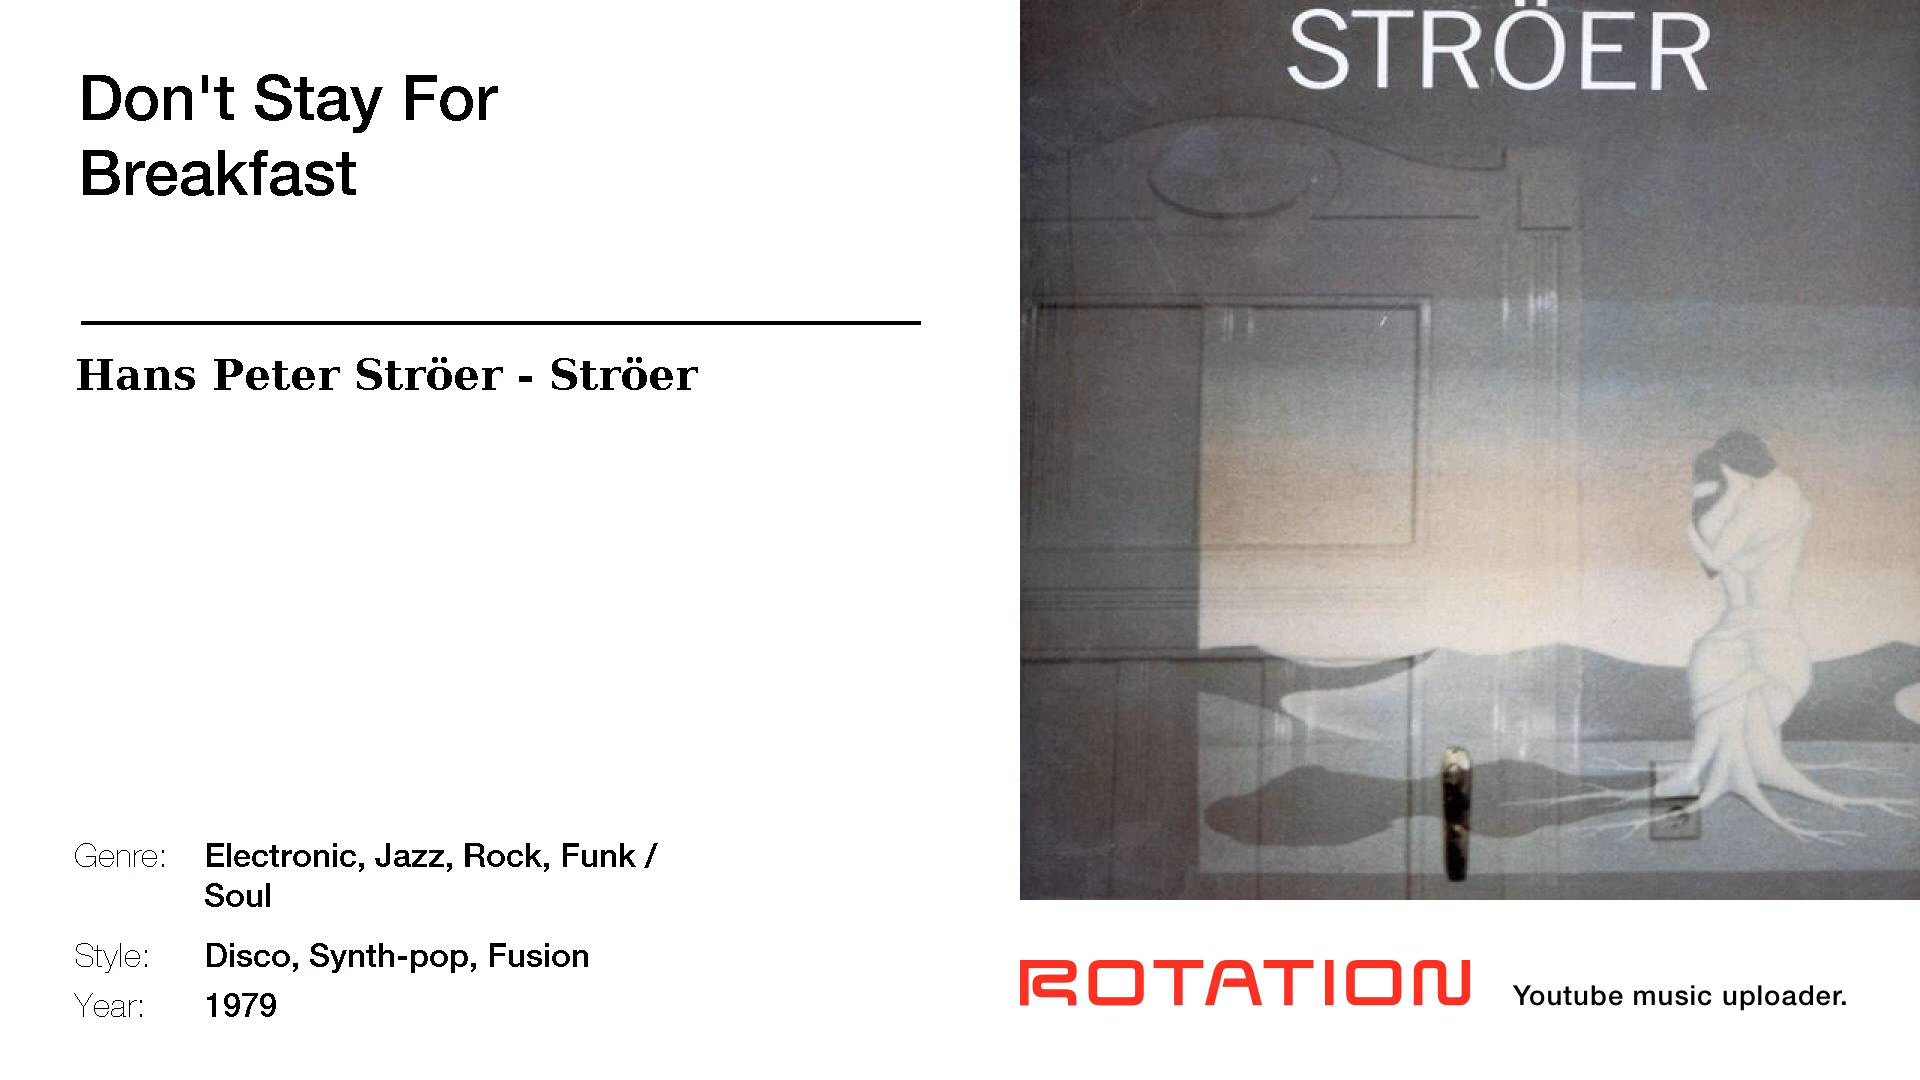 Don't Stay For
Breakfast
Hans Peter Ströer - Ströer
Genre: Electronic, Jazz, Rock, Funk /
Soul
Style: Disco, Synth-pop, Fusion
Year: 1979
STRÖER
ROTATION Youtube music uploader.